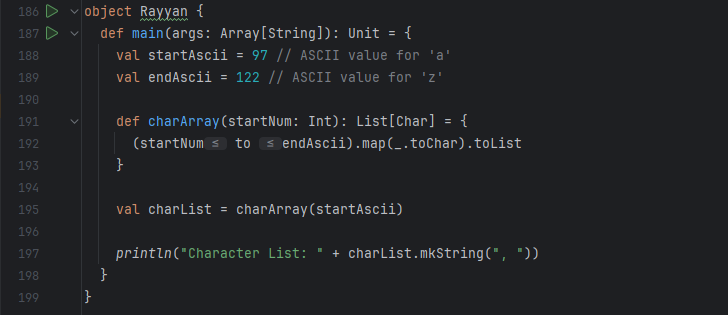 186 object Rayyan {
187 def main(args: Array[String]): Unit = {
188 val startAscii = 97 // ASCII value for 'a'
189 val endAscii = 122 // ASCII value for 'z'
190
191 def charArray(startNum: Int): List[Char] = {
192 (startNum ≤ to ≤ endAscii).map(_.toChar).toList
193 }
194
195 val charList = charArray(startAscii)
196
197 println("Character List: " + charList.mkString(", "))
198 }
199 }